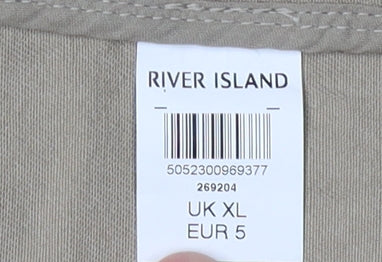 RIVER ISLAND
5052300969377
269204
UK XL
EUR 5